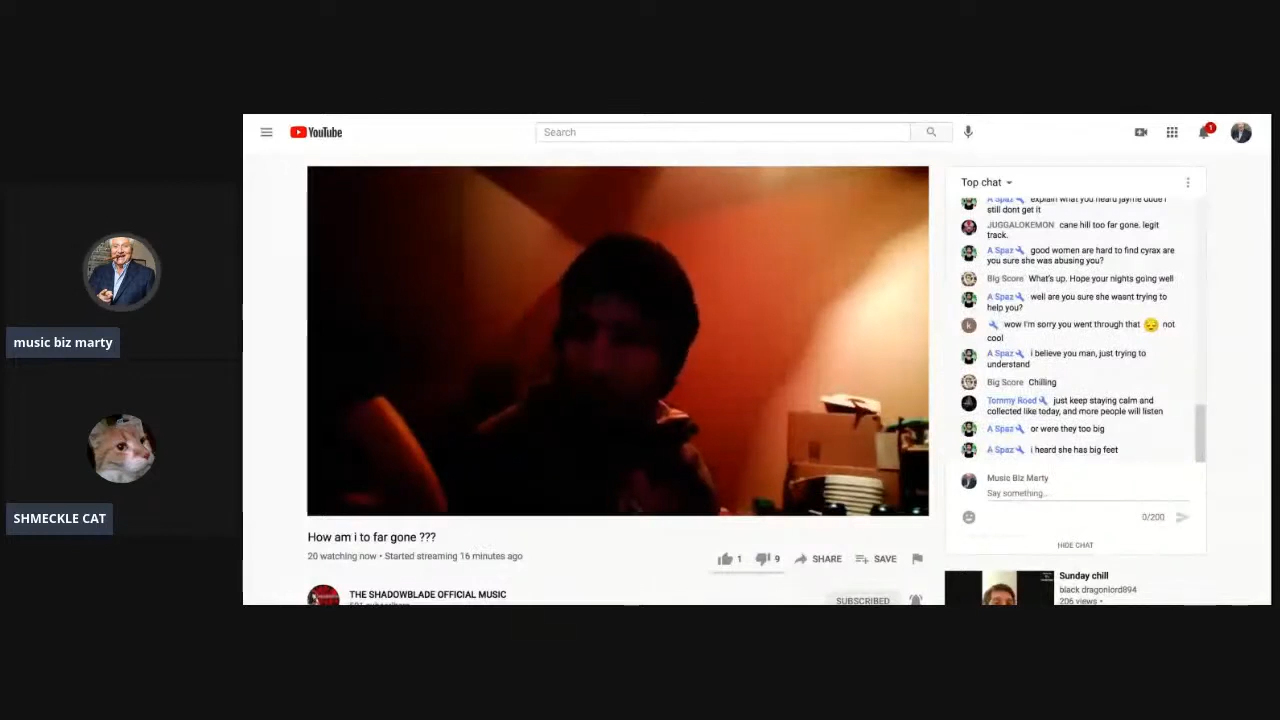 YouTube
Search
1
music biz marty
SHMECKLE CAT
Top chat
A Spaz explain what you heard jayme dude i
still dont get it
JUGGALOKEMON cane hill too far gone. legit
track.
A Spaz good women are hard to find cyrax are
you sure she was abusing you?
Big Score What's up. Hope your nights going well
A Spaz well are you sure she wasnt trying to
help you?
k wow I'm sorry you went through that not
cool
A Spaz i believe you man, just trying to
understand
Big Score Chilling
Tommy Roed just keep staying calm and
collected like today, and more people will listen
A Spaz or were they too big
A Spaz i heard she has big feet
Music Biz Marty
Say something...
0/200
HIDE CHAT
How am i to far gone ???
20 watching now • Started streaming 16 minutes ago
1 9 SHARE SAVE
THE SHADOWBLADE OFFICIAL MUSIC
SUBSCRIBED
Sunday chill
black dragonlord894
206 views •